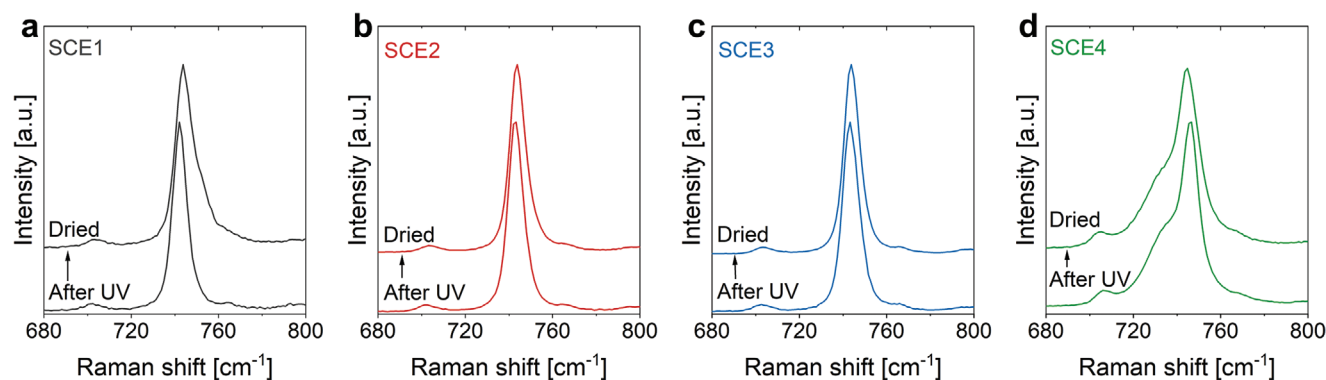 a
SCE1
Dried
After UV
680 720 760 800
Raman shift [cm⁻¹]
Intensity [a.u.]
b
SCE2
Dried
After UV
680 720 760 800
Raman shift [cm⁻¹]
Intensity [a.u.]
c
SCE3
Dried
After UV
680 720 760 800
Raman shift [cm⁻¹]
Intensity [a.u.]
d
SCE4
Dried
After UV
680 720 760 800
Raman shift [cm⁻¹]
Intensity [a.u.]